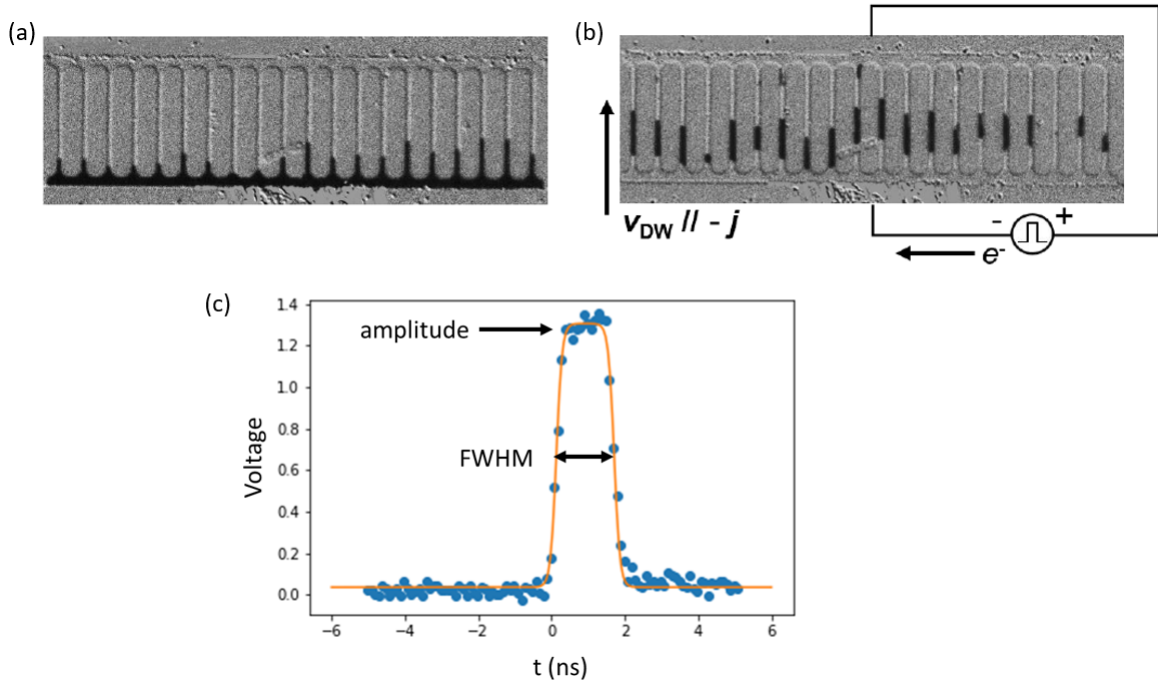 (a)
(b)
v_DW // - j
- +
e⁻
(c)
1.4
1.2
1.0
0.8
0.6
0.4
0.2
0.0
amplitude
FWHM
Voltage
−6 −4 −2 0 2 4 6
t (ns)